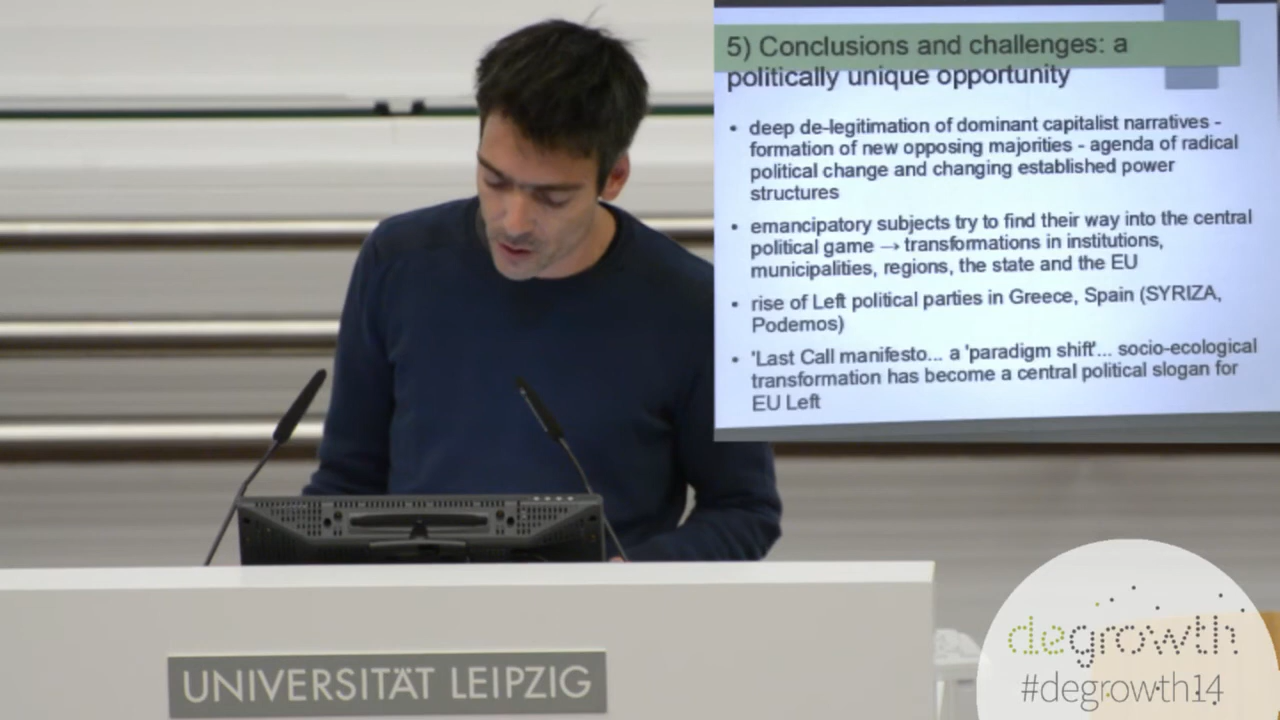 5) Conclusions and challenges: a
politically unique opportunity
• deep de-legitimation of dominant capitalist narratives -
formation of new opposing majorities - agenda of radical
political change and changing established power
structures
• emancipatory subjects try to find their way into the central
political game → transformations in institutions,
municipalities, regions, the state and the EU
• rise of Left political parties in Greece, Spain (SYRIZA,
Podemos)
• 'Last Call manifesto... a 'paradigm shift'... socio-ecological
transformation has become a central political slogan for
EU Left
UNIVERSITÄT LEIPZIG
degrowth
#degrowth14